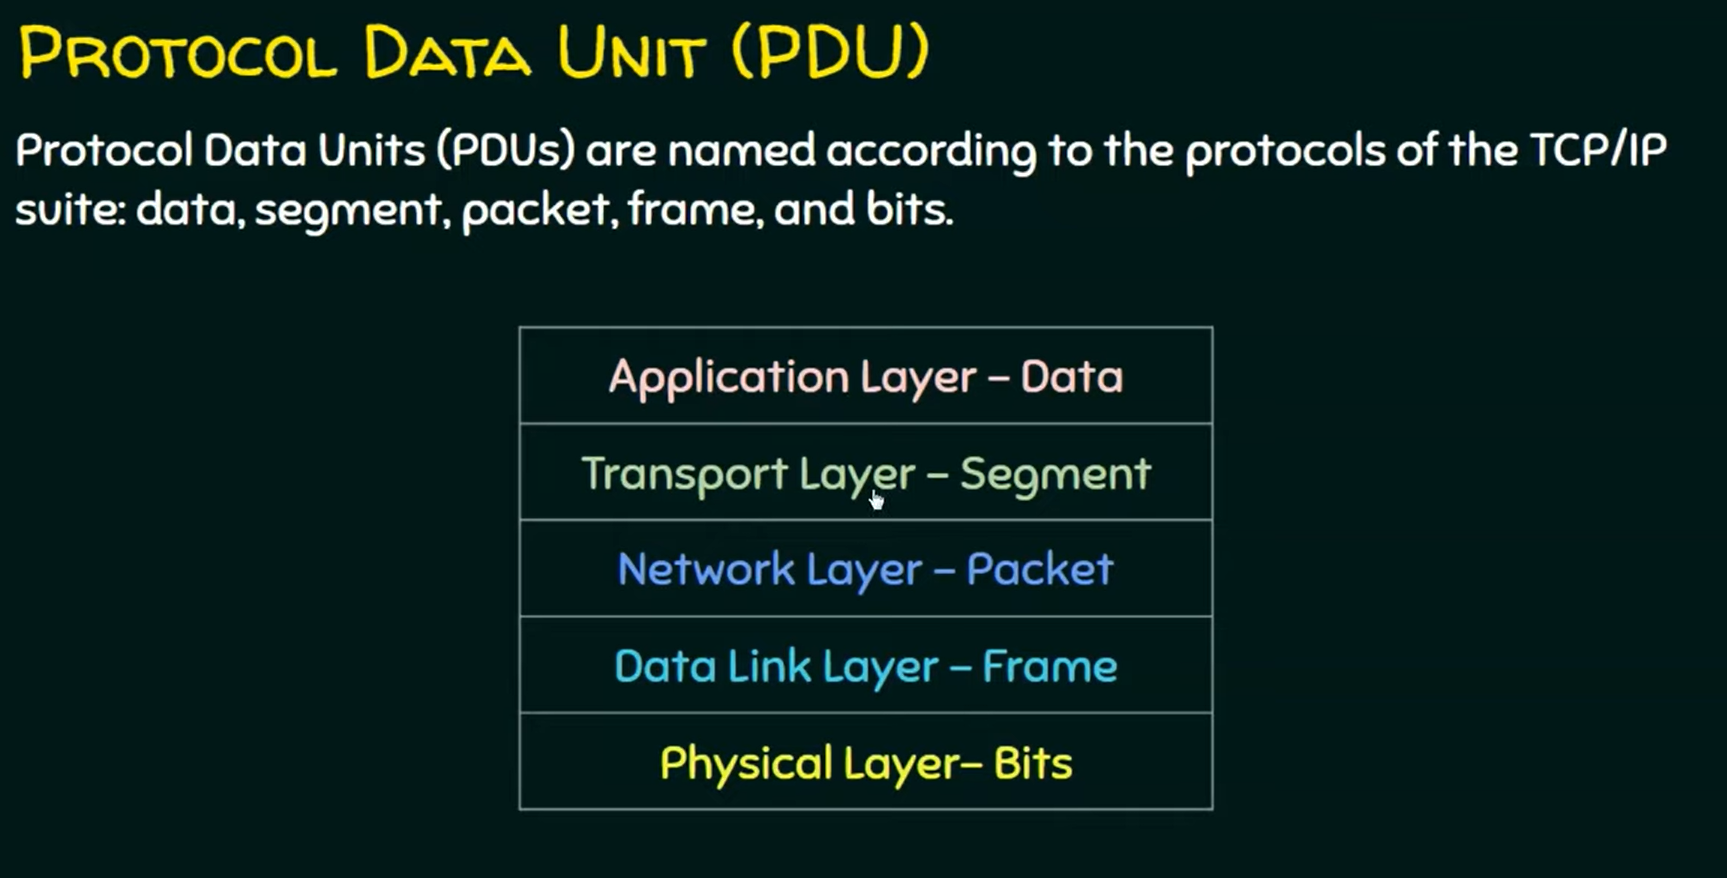 PROTOCOL DATA UNIT (PDU)
Protocol Data Units (PDUs) are named according to the protocols of the TCP/IP
suite: data, segment, packet, frame, and bits.
Application Layer – Data
Transport Layer – Segment
Network Layer – Packet
Data Link Layer – Frame
Physical Layer– Bits